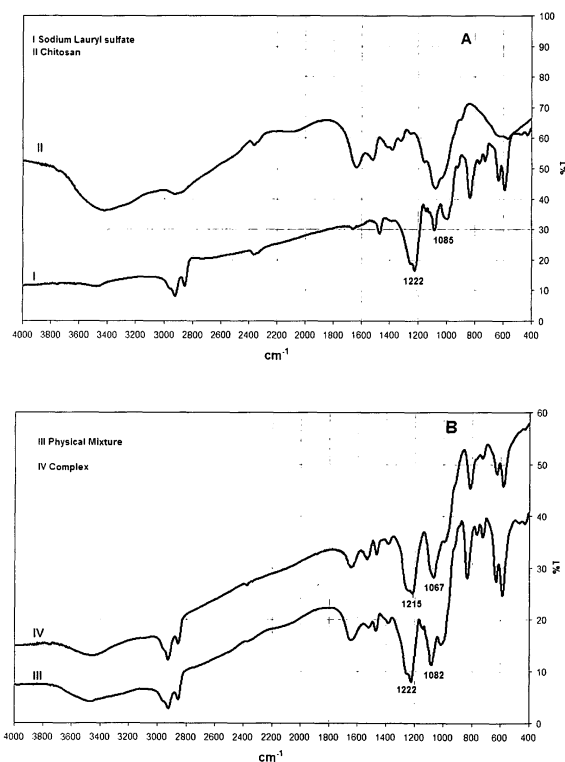 I Sodium Lauryl sulfate
II Chitosan
A
II
I
1085
1222
100
90
80
70
60
50
40
30
20
10
0
%T
4000 3800 3600 3400 3200 3000 2800 2600 2400 2200 2000 1800 1600 1400 1200 1000 800 600 400
cm-1
III Physical Mixture
IV Complex
B
IV
III
1067
1215
1082
1222
60
50
40
30
20
10
0
%T
4000 3800 3600 3400 3200 3000 2800 2600 2400 2200 2000 1800 1600 1400 1200 1000 800 600 400
cm-1